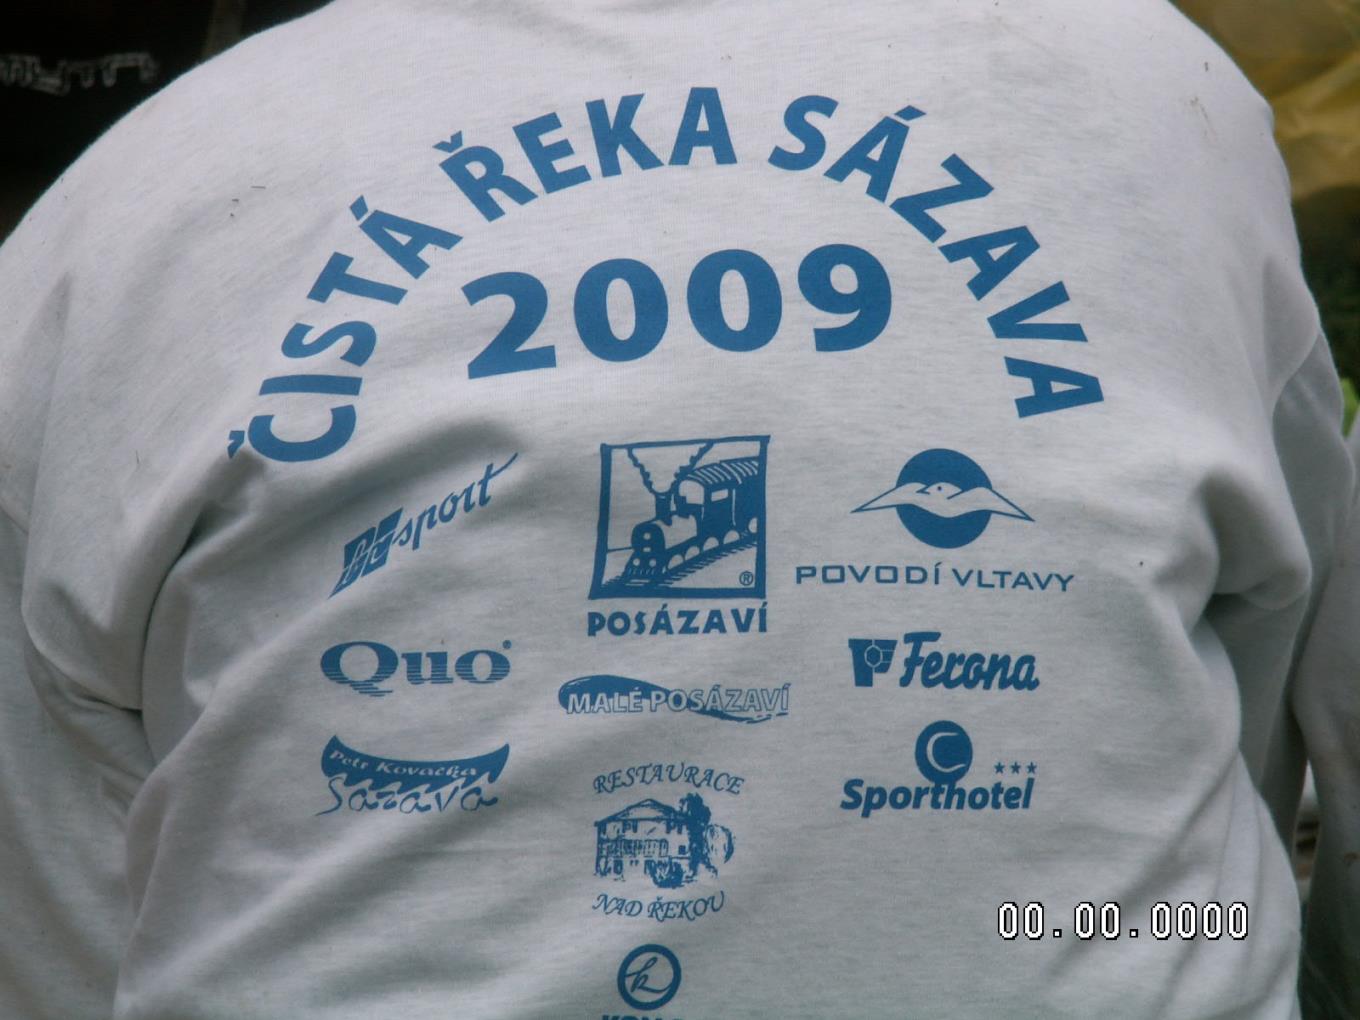 ČISTÁ ŘEKA SÁZAVA
2009
sport
POSÁZAVÍ
®
POVODÍ VLTAVY
Quo
MALÉ POSÁZAVÍ
Ferona
Petr Kovačka
Sázava
RESTAURACE
NAD ŘEKOU
***
Sporthotel
k
00.00.0000